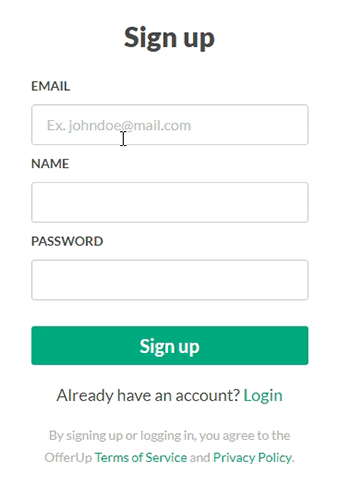 Sign up
EMAIL
Ex. johndoe@mail.com
NAME
PASSWORD
Sign up
Already have an account? Login
By signing up or logging in, you agree to the
OfferUp Terms of Service and Privacy Policy.